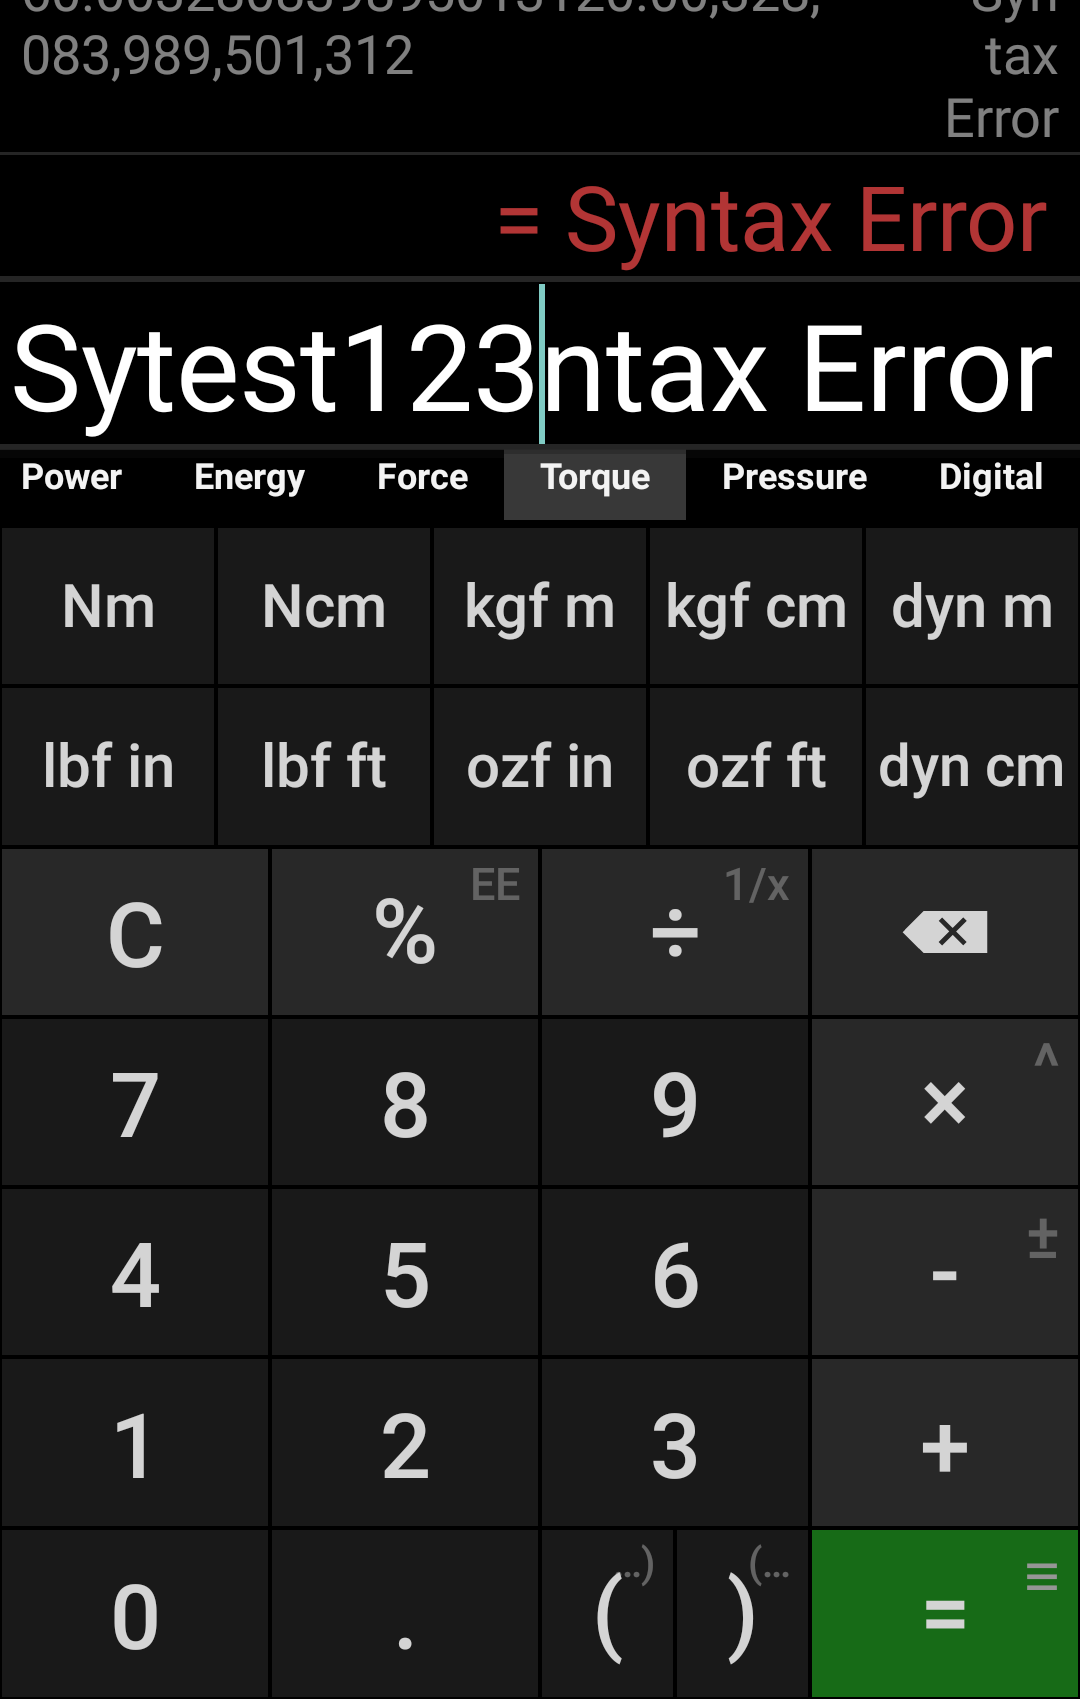 083,989,501,312
Syn
tax
Error
= Syntax Error
Sytest123ntax Error
Power Energy Force Torque Pressure Digital
Nm Ncm kgf m kgf cm dyn m
lbf in lbf ft ozf in ozf ft dyn cm
C % EE ÷ 1/x
7 8 9 × ^
4 5 6 - ±
1 2 3 +
0 . ( ..) ) (... = ≡